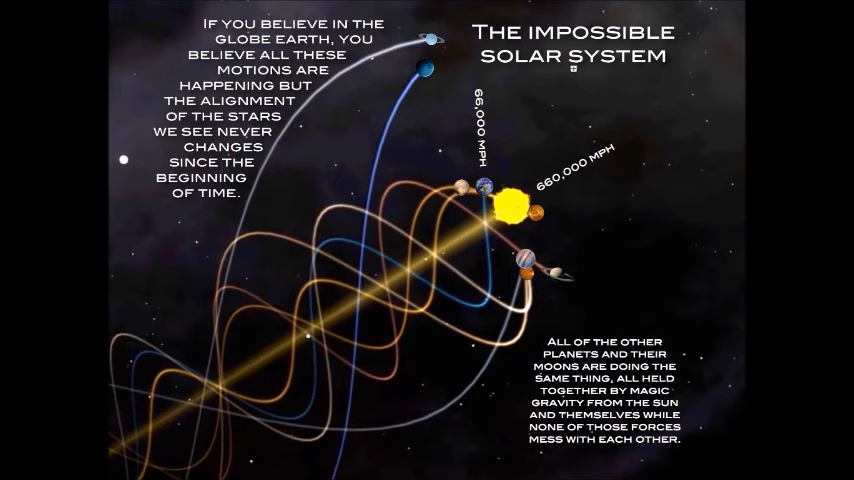 IF YOU BELIEVE IN THE
GLOBE EARTH, YOU
BELIEVE ALL THESE
MOTIONS ARE
HAPPENING BUT
THE ALIGNMENT
OF THE STARS
WE SEE NEVER
CHANGES
SINCE THE
BEGINNING
OF TIME.
THE IMPOSSIBLE
SOLAR SYSTEM
66,000 MPH
660,000 MPH
ALL OF THE OTHER
PLANETS AND THEIR
MOONS ARE DOING THE
SAME THING, ALL HELD
TOGETHER BY MAGIC
GRAVITY FROM THE SUN
AND THEMSELVES WHILE
NONE OF THOSE FORCES
MESS WITH EACH OTHER.